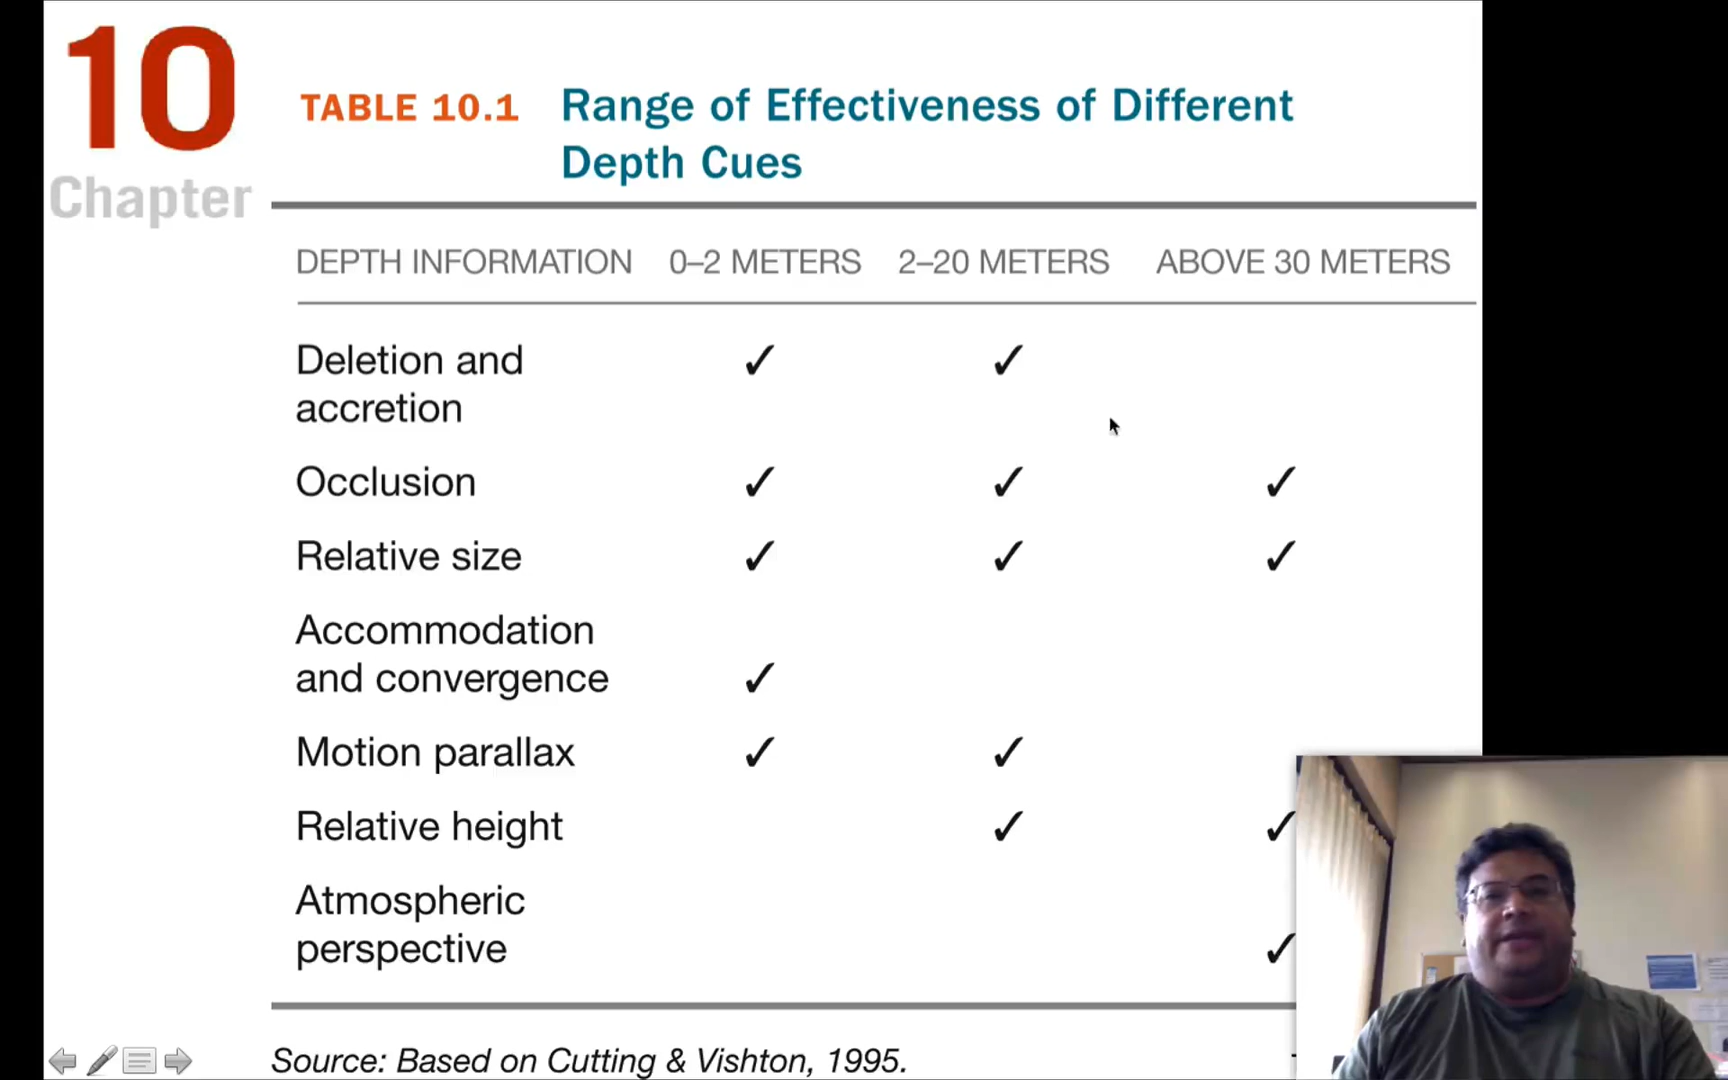 10
Chapter
TABLE 10.1 Range of Effectiveness of Different
Depth Cues
DEPTH INFORMATION 0–2 METERS 2–20 METERS ABOVE 30 METERS
Deletion and ✓ ✓
accretion
Occlusion ✓ ✓ ✓
Relative size ✓ ✓ ✓
Accommodation
and convergence ✓
Motion parallax ✓ ✓
Relative height ✓ ✓
Atmospheric
perspective ✓
Source: Based on Cutting & Vishton, 1995.